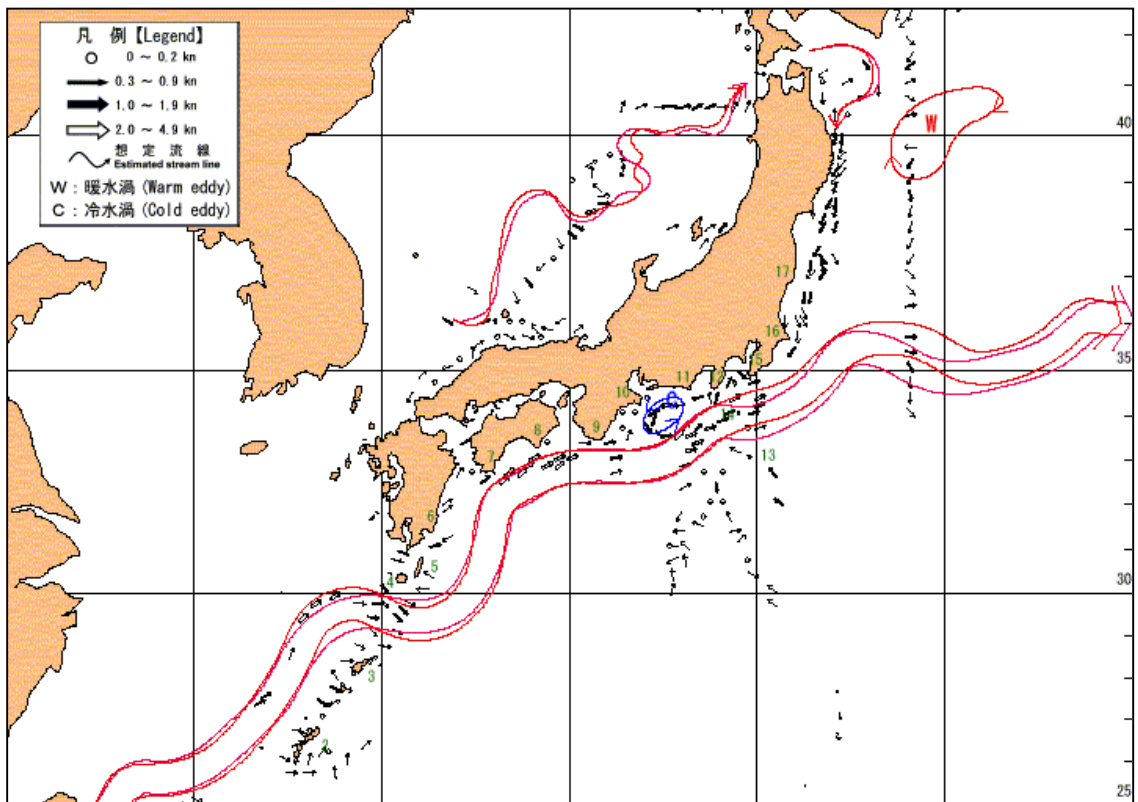 凡 例【Legend】
0 ～ 0.2 kn
0.3 ～ 0.9 kn
1.0 ～ 1.9 kn
2.0 ～ 4.9 kn
想 定 流 線
Estimated stream line
W : 暖水渦 (Warm eddy)
C : 冷水渦 (Cold eddy)
W
40
17
16
35
15
12
11
10
9
8
7
13
6
5
4
30
3
2
25